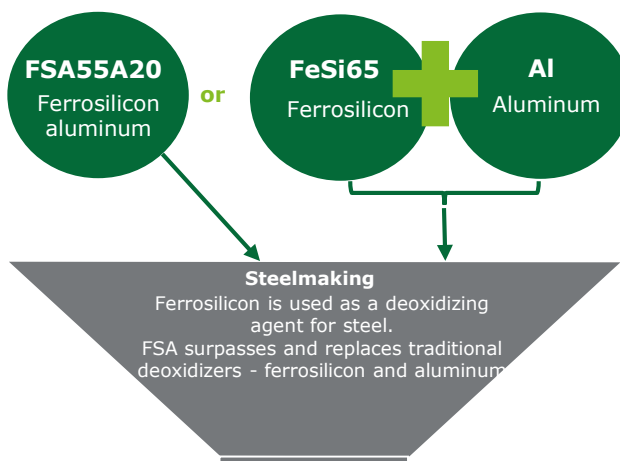 FSA55A20
Ferrosilicon
aluminum
or
FeSi65
Ferrosilicon
Al
Aluminum
Steelmaking
Ferrosilicon is used as a deoxidizing
agent for steel.
FSA surpasses and replaces traditional
deoxidizers - ferrosilicon and aluminum